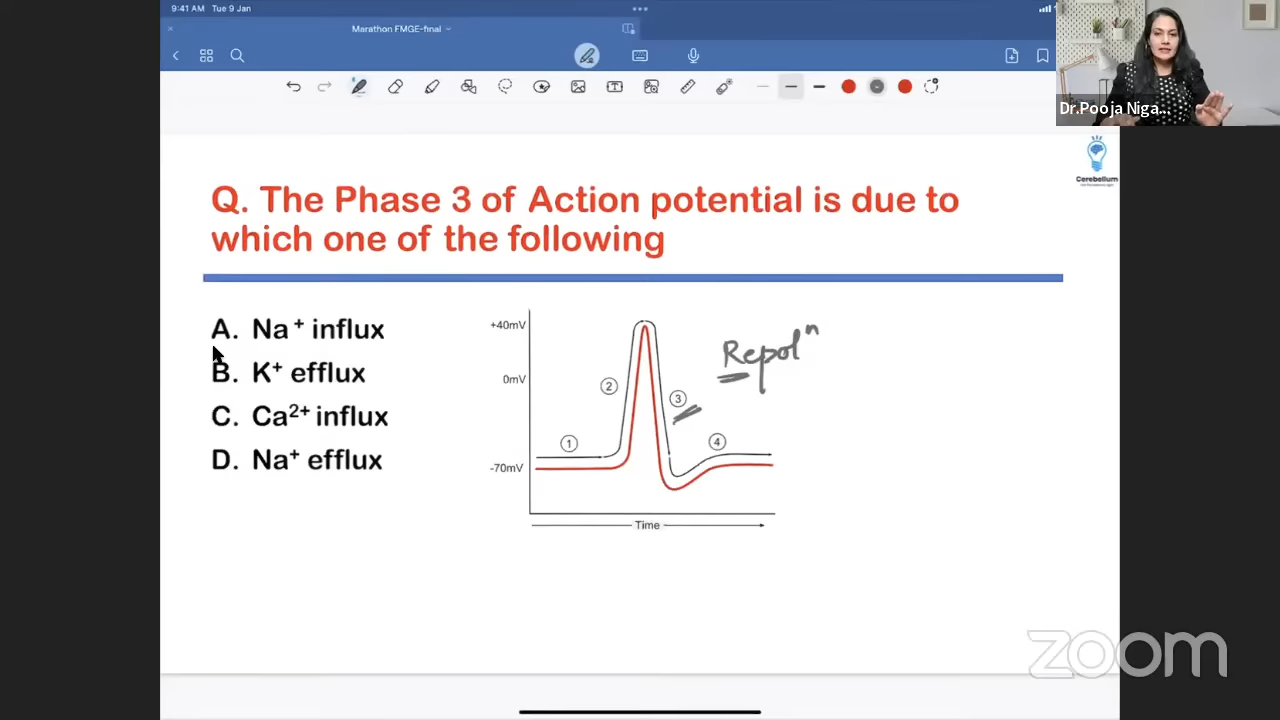 9:41 AM Tue 9 Jan
Marathon FMGE-final
Dr.Pooja Niga...
Cerebellum
Q. The Phase 3 of Action potential is due to
which one of the following
A. Na⁺ influx
B. K⁺ efflux
C. Ca²⁺ influx
D. Na⁺ efflux
+40mV
0mV
-70mV
1
2
3
4
Repolⁿ
Time
zoom